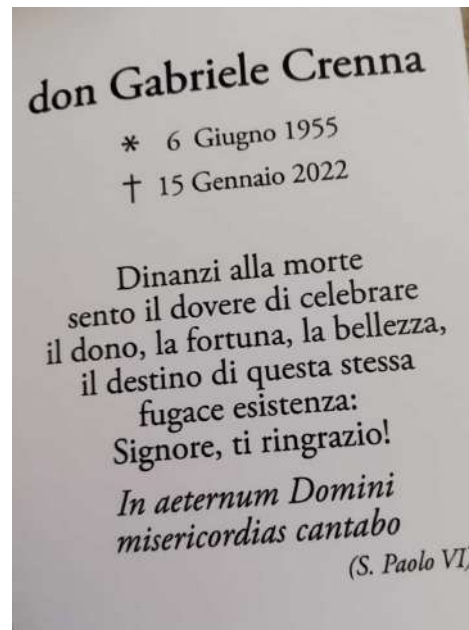 don Gabriele Crenna
* 6 Giugno 1955
† 15 Gennaio 2022
Dinanzi alla morte
sento il dovere di celebrare
il dono, la fortuna, la bellezza,
il destino di questa stessa
fugace esistenza:
Signore, ti ringrazio!
In aeternum Domini
misericordias cantabo
(S. Paolo VI)